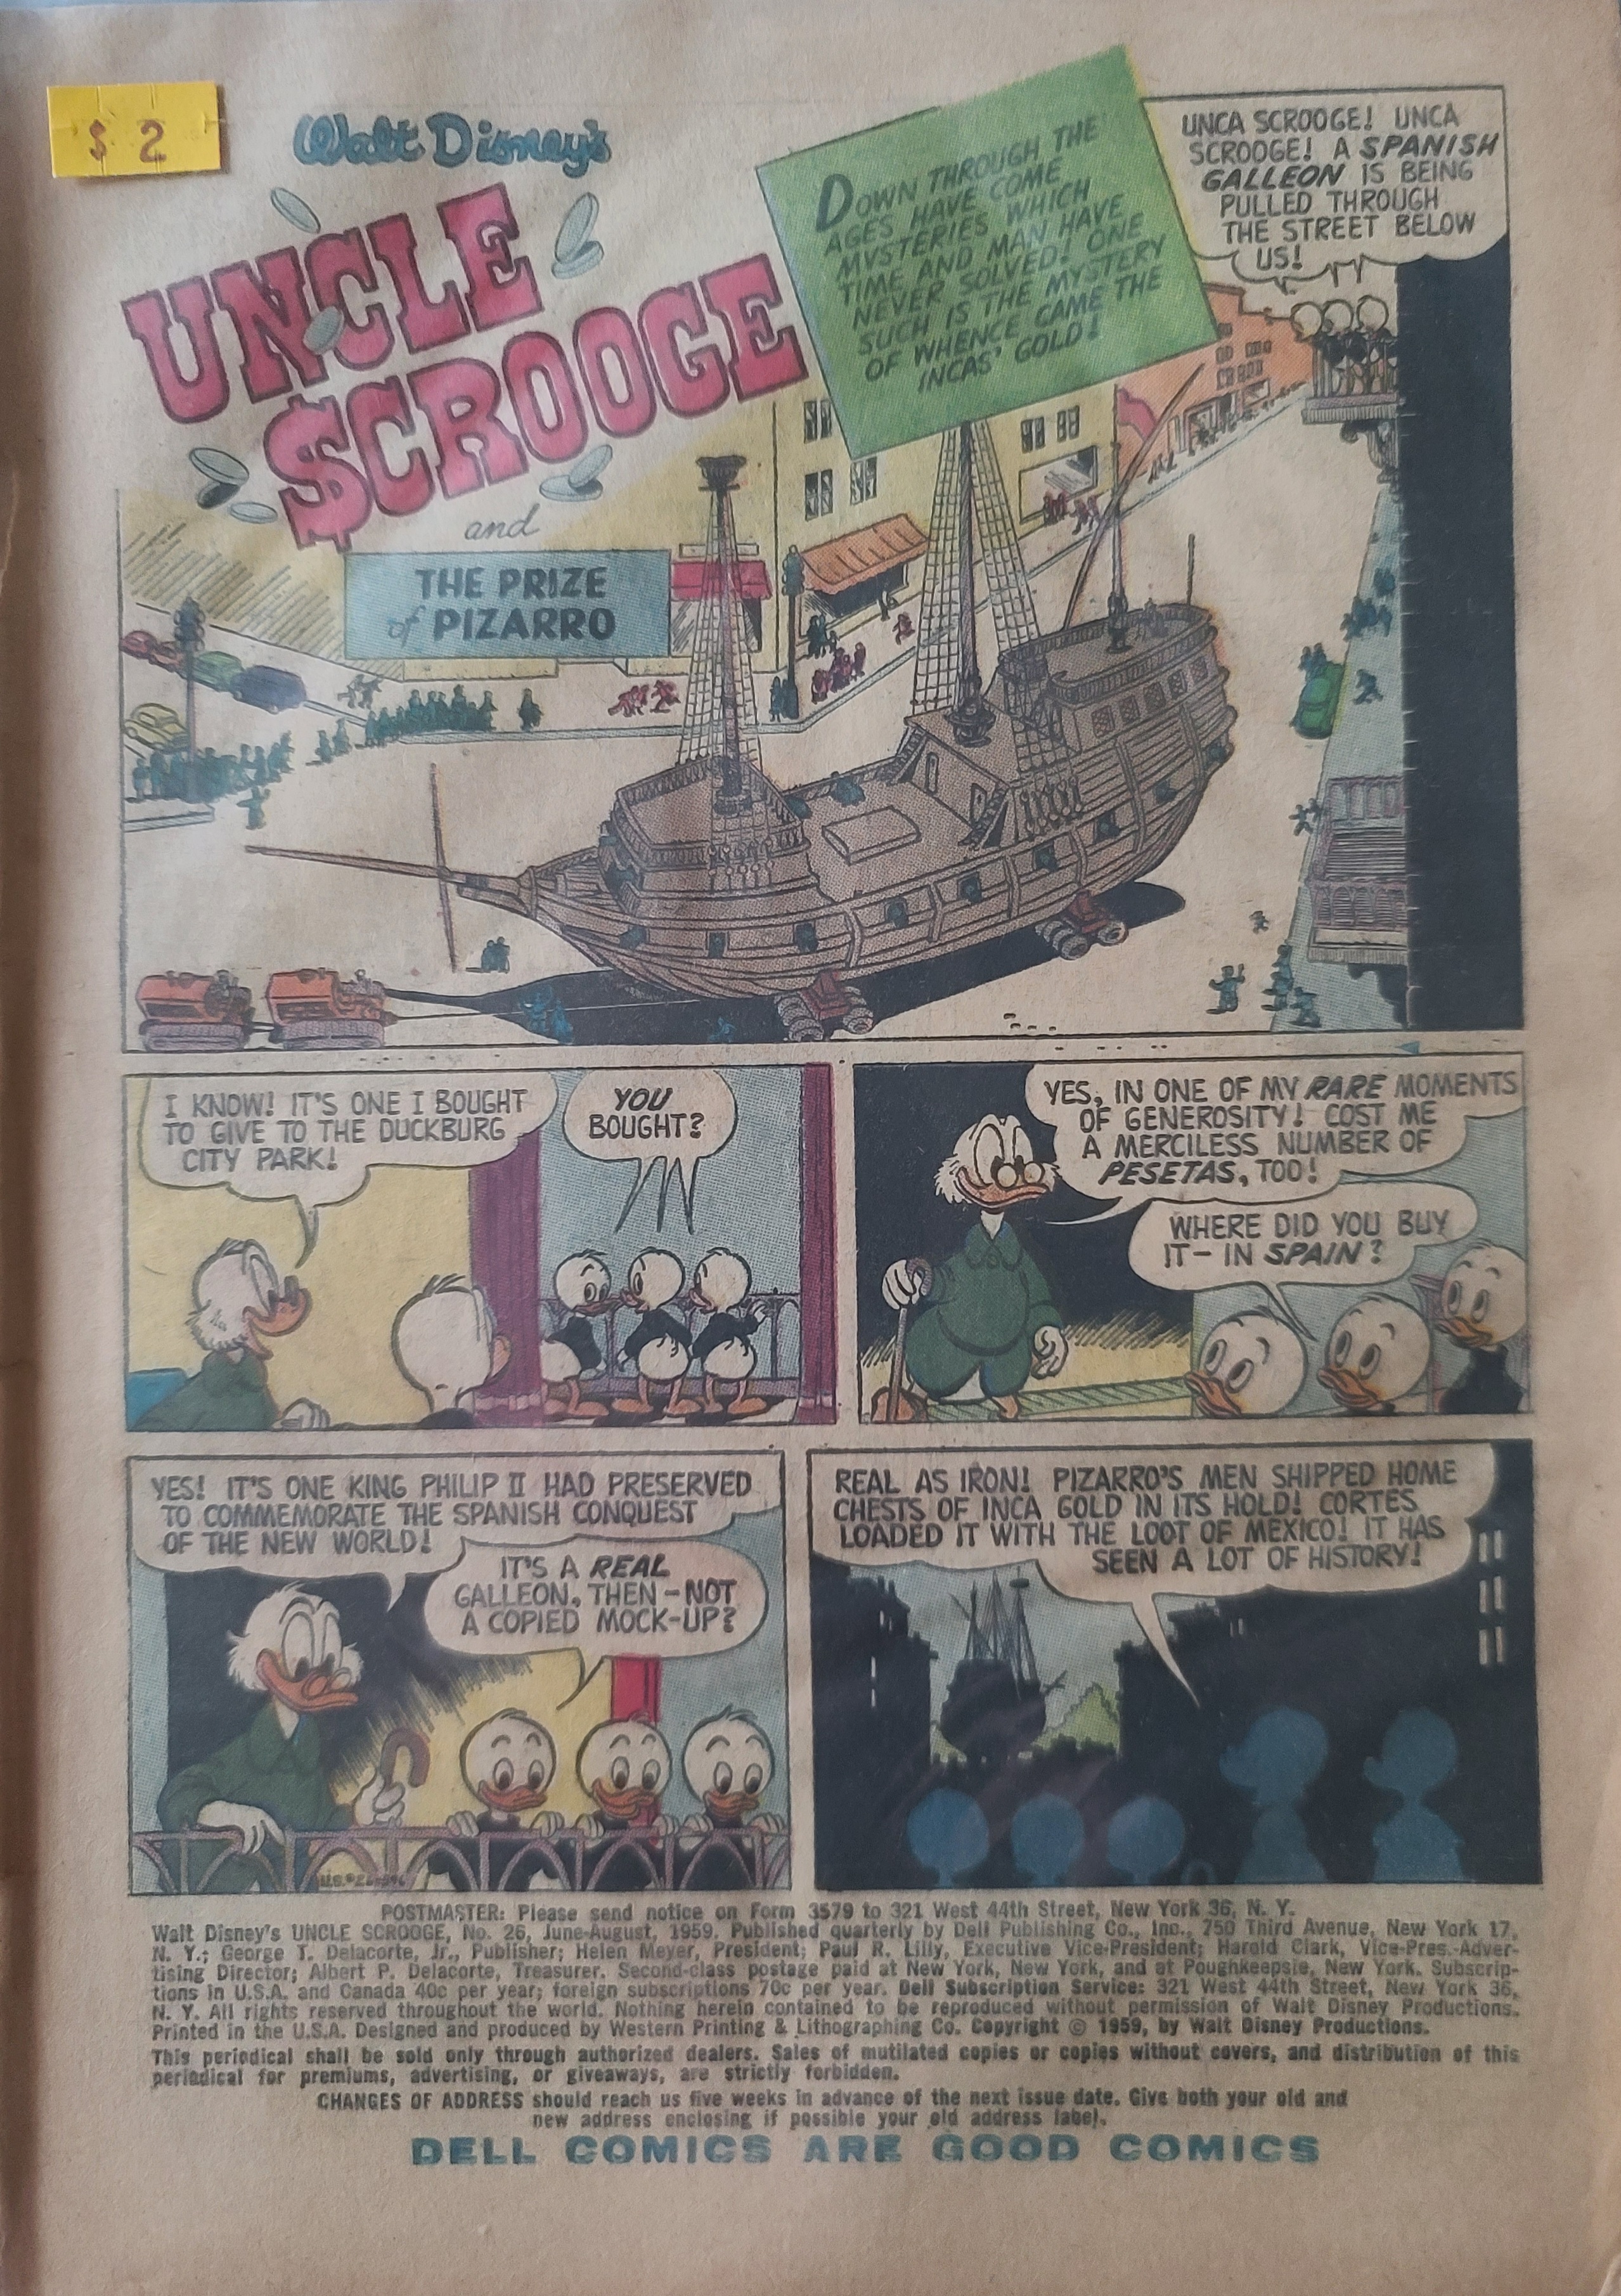 $ 2
Walt Disney's
UNCLE
$CROOGE
and
THE PRIZE
of PIZARRO
DOWN THROUGH THE
AGES HAVE COME
MYSTERIES WHICH
TIME AND MAN HAVE
NEVER SOLVED! ONE
SUCH IS THE MYSTERY
OF WHENCE CAME THE
INCAS' GOLD!
UNCA SCROOGE! UNCA
SCROOGE! A SPANISH
GALLEON IS BEING
PULLED THROUGH
THE STREET BELOW
US!
I KNOW! IT'S ONE I BOUGHT
TO GIVE TO THE DUCKBURG
CITY PARK!
YOU
BOUGHT?
YES, IN ONE OF MY RARE MOMENTS
OF GENEROSITY! COST ME
A MERCILESS NUMBER OF
PESETAS, TOO!
WHERE DID YOU BUY
IT- IN SPAIN?
YES! IT'S ONE KING PHILIP II HAD PRESERVED
TO COMMEMORATE THE SPANISH CONQUEST
OF THE NEW WORLD!
IT'S A REAL
GALLEON, THEN - NOT
A COPIED MOCK-UP?
REAL AS IRON! PIZARRO'S MEN SHIPPED HOME
CHESTS OF INCA GOLD IN ITS HOLD! CORTES
LOADED IT WITH THE LOOT OF MEXICO! IT HAS
SEEN A LOT OF HISTORY!
POSTMASTER: Please send notice on Form 3579 to 321 West 44th Street, New York 36, N. Y.
Walt Disney's UNCLE SCROOGE, No. 26, June-August, 1959. Published quarterly by Dell Publishing Co., Inc., 750 Third Avenue, New York 17,
N. Y.; George T. Delacorte, Jr., Publisher; Helen Meyer, President; Paul R. Lilly, Executive Vice-President; Harold Clark, Vice-Pres.-Adver-
tising Director; Albert P. Delacorte, Treasurer. Second-class postage paid at New York, New York, and at Poughkeepsie, New York. Subscrip-
tions in U.S.A. and Canada 40c per year; foreign subscriptions 70c per year. Dell Subscription Service: 321 West 44th Street, New York 36,
N. Y. All rights reserved throughout the world. Nothing herein contained to be reproduced without permission of Walt Disney Productions.
Printed in the U.S.A. Designed and produced by Western Printing & Lithographing Co. Copyright © 1959, by Walt Disney Productions.
This periodical shall be sold only through authorized dealers. Sales of mutilated copies or copies without covers, and distribution of this
periodical for premiums, advertising, or giveaways, are strictly forbidden.
CHANGES OF ADDRESS should reach us five weeks in advance of the next issue date. Give both your old and
new address enclosing if possible your old address label.
DELL COMICS ARE GOOD COMICS